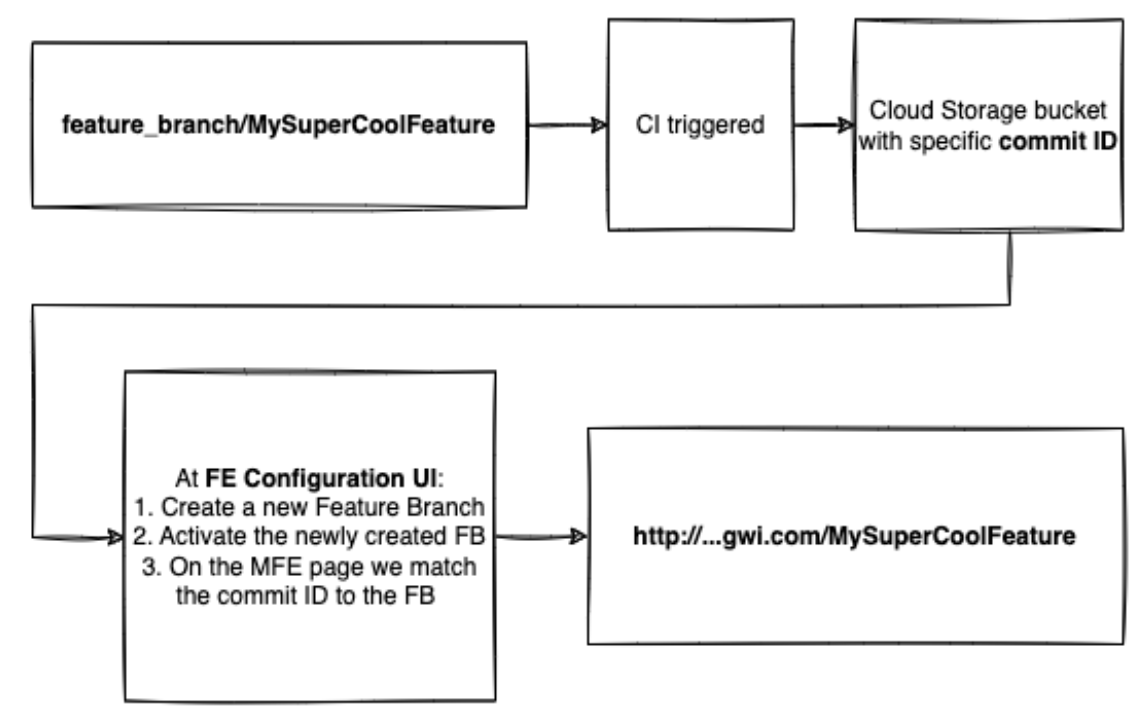 feature_branch/MySuperCoolFeature
CI triggered
Cloud Storage bucket
with specific commit ID
At FE Configuration UI:
1. Create a new Feature Branch
2. Activate the newly created FB
3. On the MFE page we match
the commit ID to the FB
http://...gwi.com/MySuperCoolFeature